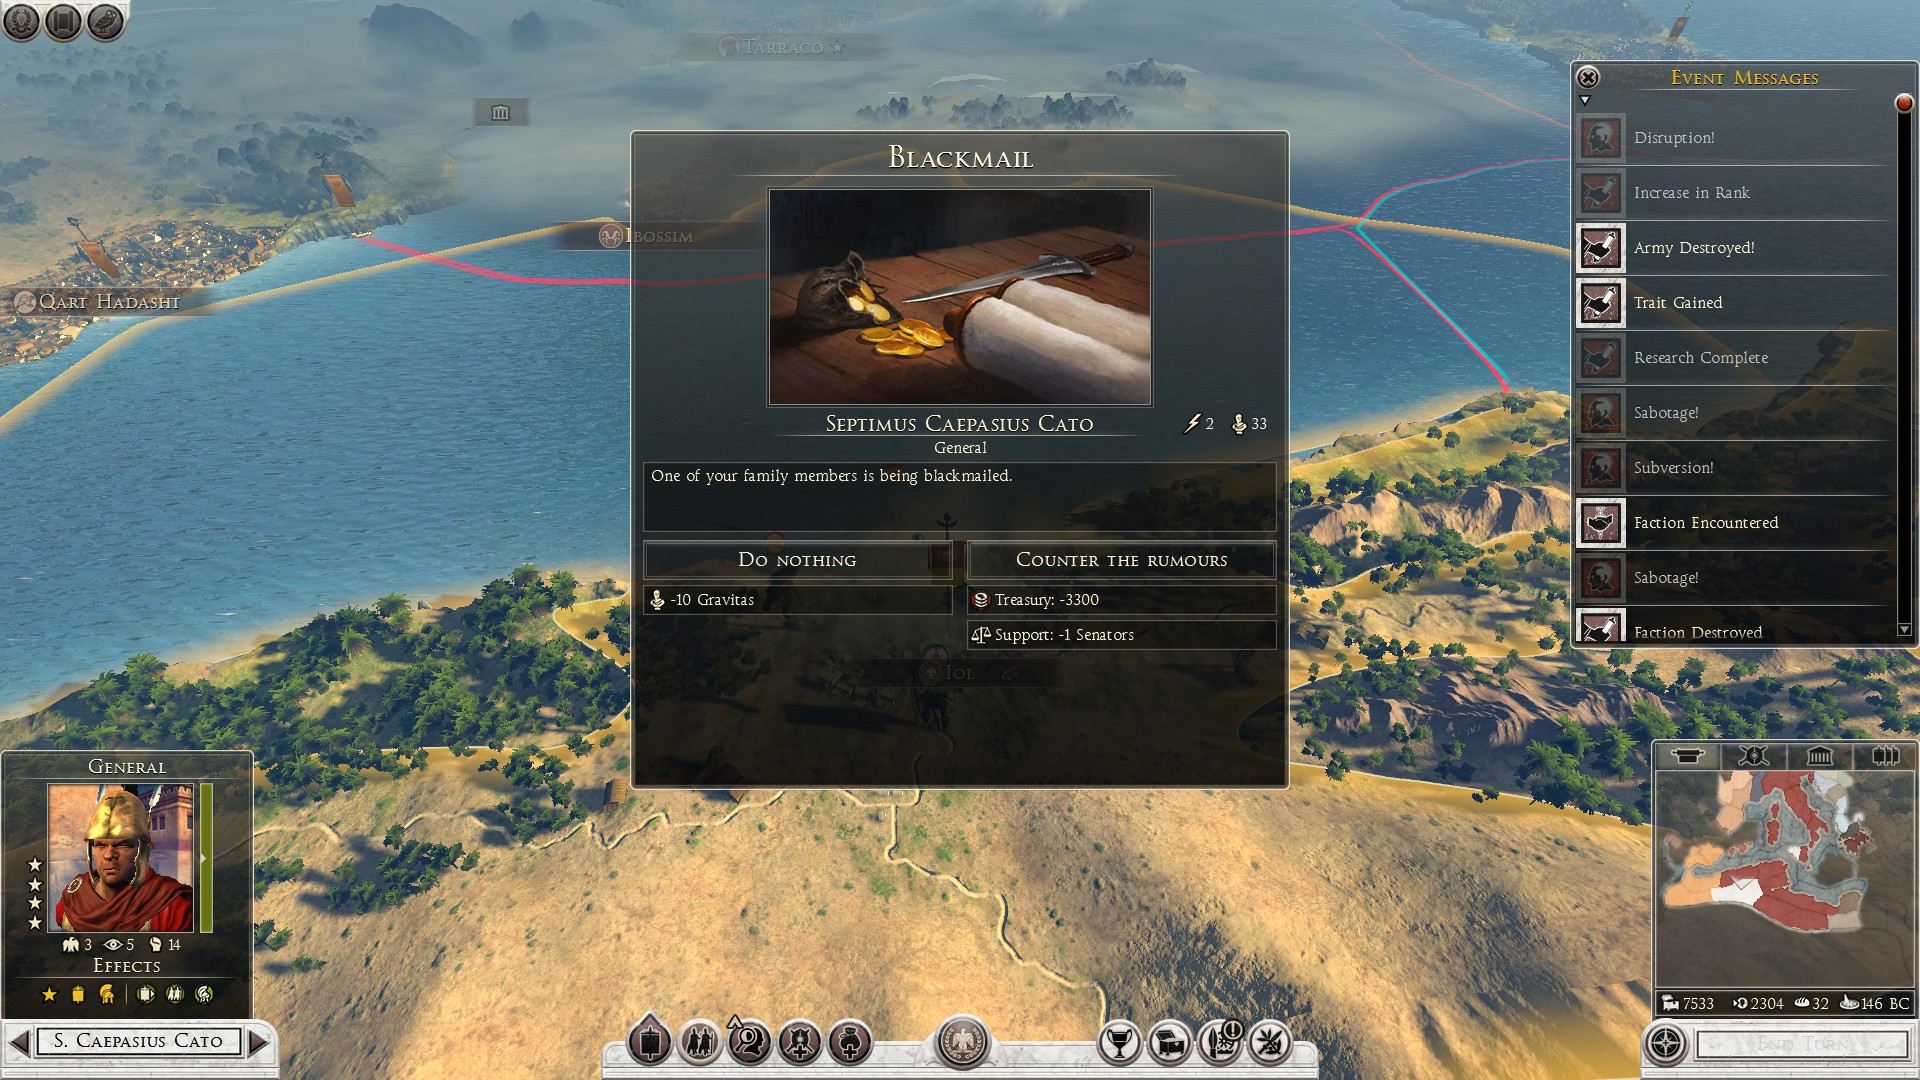 Tarraco
Ibossim
Qart Hadasht
Blackmail
Septimus Caepasius Cato
2
33
General
One of your family members is being blackmailed.
Do nothing
Counter the rumours
-10 Gravitas
Treasury: -3300
Support: -1 Senators
Iol
Event Messages
Disruption!
Increase in Rank
Army Destroyed!
Trait Gained
Research Complete
Sabotage!
Subversion!
Faction Encountered
Sabotage!
Faction Destroyed
General
3
5
14
Effects
S. Caepasius Cato
7533
2304
32
146 BC
End Turn